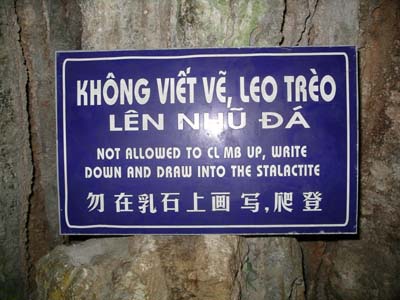 KHÔNG VIẾT VẼ, LEO TRÈO
LÊN NHŨ ĐÁ
NOT ALLOWED TO CL MB UP, WRITE
DOWN AND DRAW INTO THE STALACTITE
勿在乳石上画写,爬登